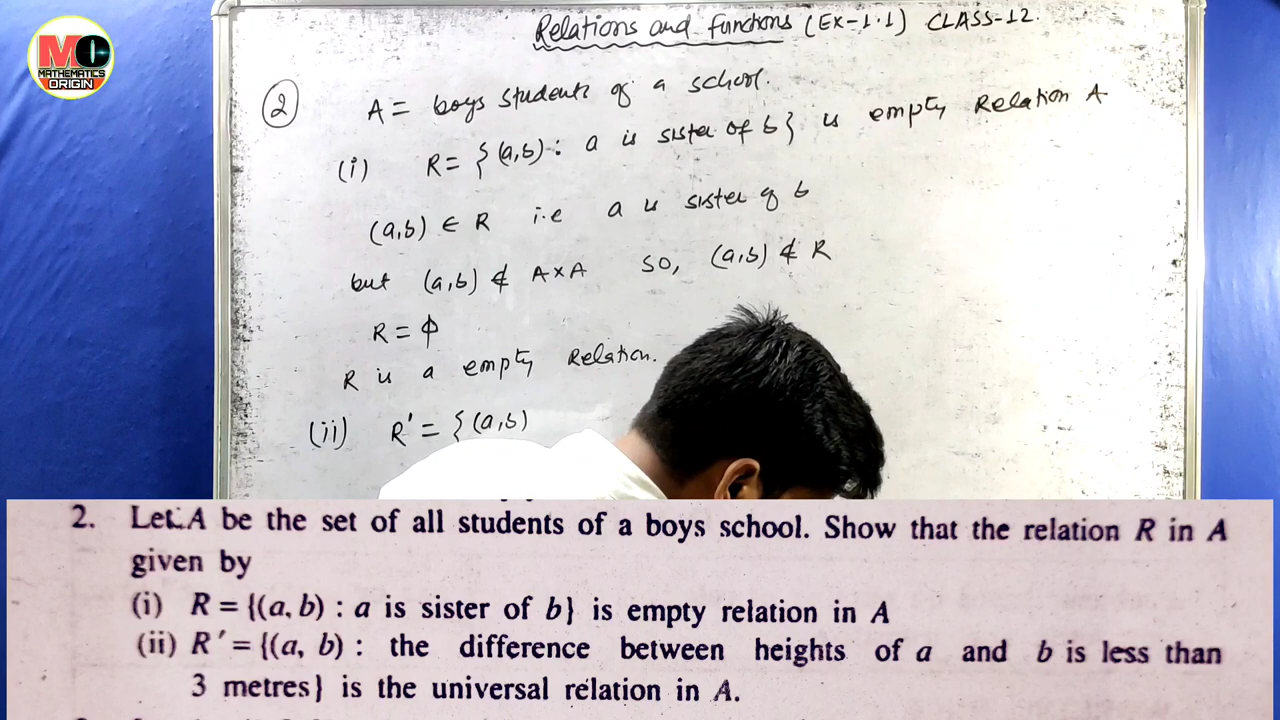 MO
MATHEMATICS
ORIGIN
Relations and functions (Ex-1.1) CLASS-12.
2 A = boys students of a school.
(i) R = {(a,b) : a is sister of b} is empty Relation A
(a,b) ∈ R i.e a is sister of b
but (a,b) ∉ A×A so, (a,b) ∉ R
R = ϕ
R is a empty Relation.
(ii) R' = {(a,b)
2. Let A be the set of all students of a boys school. Show that the relation R in A
given by
(i) R = {(a, b) : a is sister of b} is empty relation in A
(ii) R′ = {(a, b) : the difference between heights of a and b is less than
3 metres} is the universal relation in A.